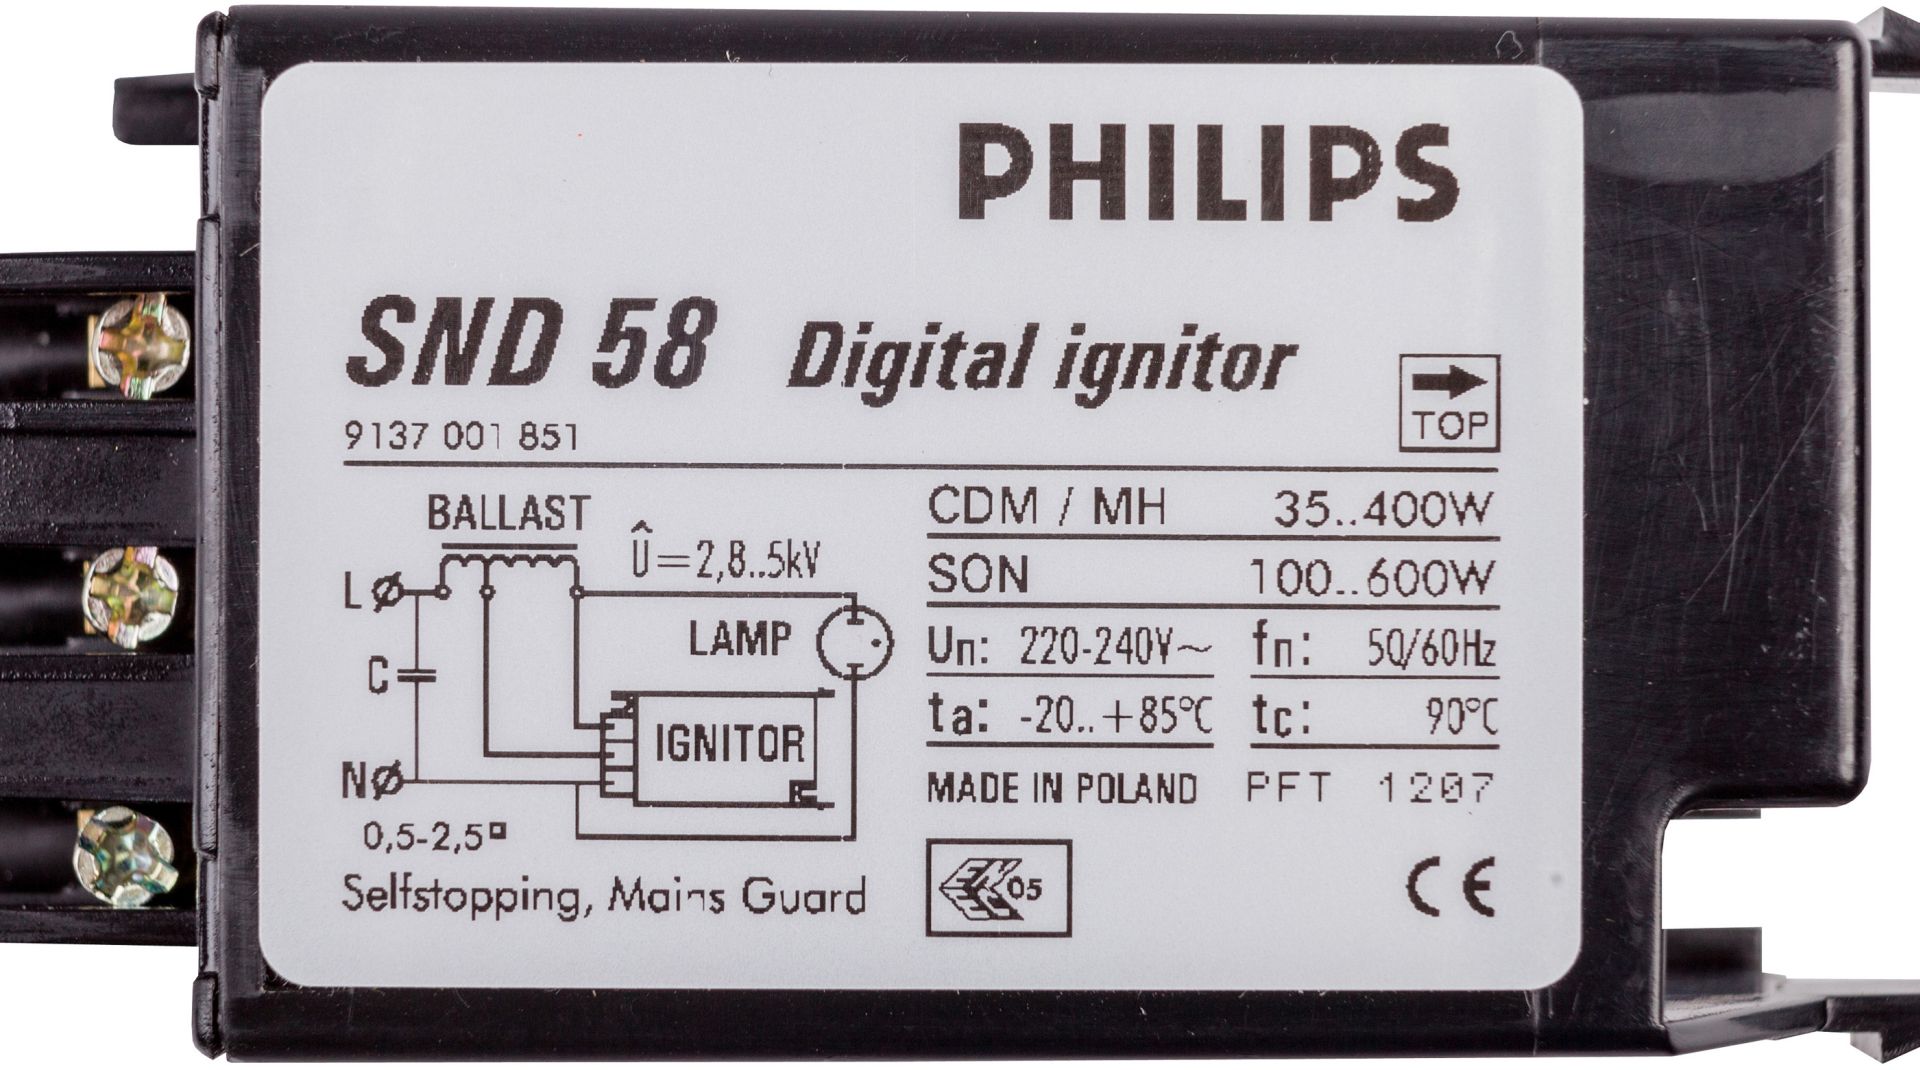 PHILIPS
SND 58 Digital ignitor
TOP
9137 001 851
BALLAST
Û=2,8..5kV
L
LAMP
C
IGNITOR
N
0,5-2,5
Selfstopping, Mains Guard
CDM / MH 35..400W
SON 100..600W
Un: 220-240V~ fn: 50/60Hz
ta: -20..+85°C tc: 90°C
MADE IN POLAND PFT 1207
05
CE